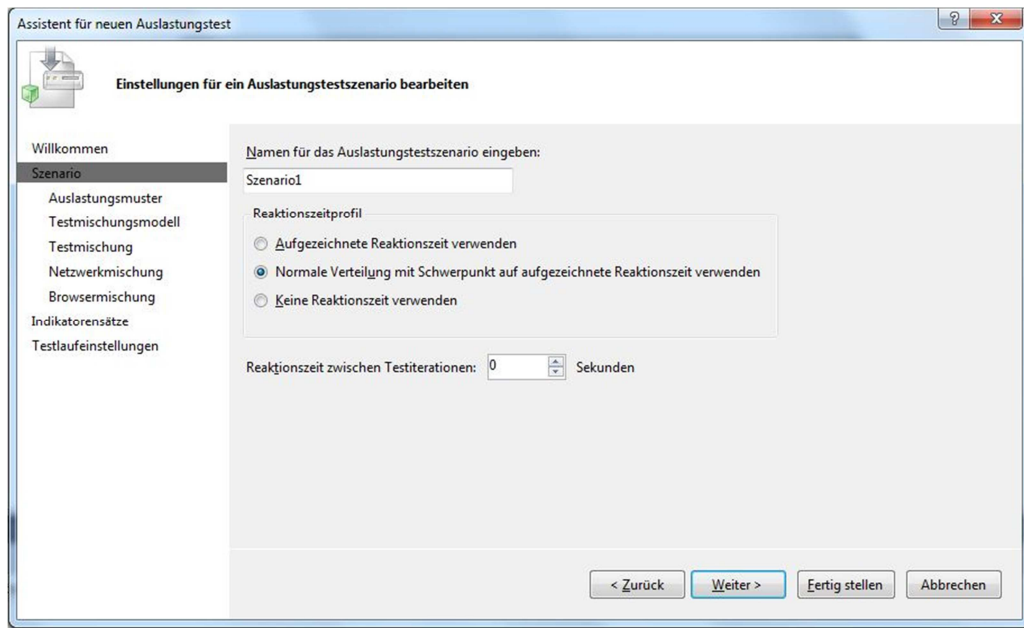 Assistent für neuen Auslastungstest
Einstellungen für ein Auslastungstestszenario bearbeiten
Willkommen
Szenario
Auslastungsmuster
Testmischungsmodell
Testmischung
Netzwerkmischung
Browsermischung
Indikatorensätze
Testlaufeinstellungen
Namen für das Auslastungstestszenario eingeben:
Szenario1
Reaktionszeitprofil
Aufgezeichnete Reaktionszeit verwenden
Normale Verteilung mit Schwerpunkt auf aufgezeichnete Reaktionszeit verwenden
Keine Reaktionszeit verwenden
Reaktionszeit zwischen Testiterationen: 0 Sekunden
< Zurück Weiter > Fertig stellen Abbrechen